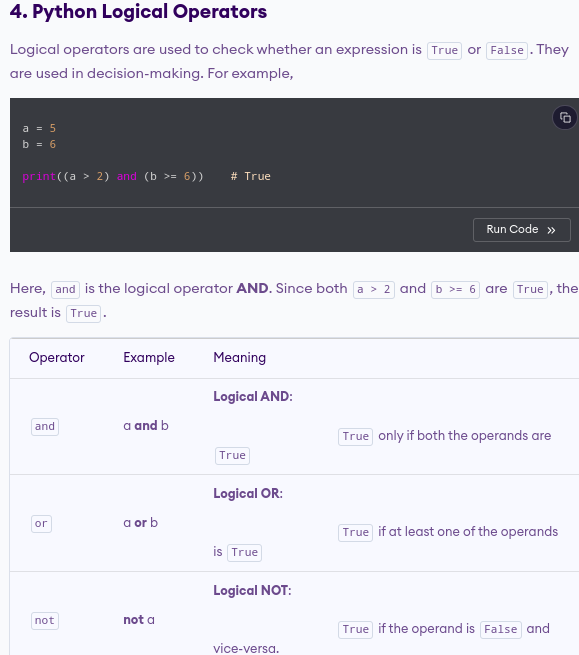 4. Python Logical Operators
Logical operators are used to check whether an expression is True or False. They
are used in decision-making. For example,
a = 5
b = 6
print((a > 2) and (b >= 6))    # True
Run Code »
Here, and is the logical operator AND. Since both a > 2 and b >= 6 are True, the
result is True.
Operator Example Meaning
Logical AND:
and a and b
True only if both the operands are
True
Logical OR:
or a or b
True if at least one of the operands
is True
Logical NOT:
not not a
True if the operand is False and
vice-versa.